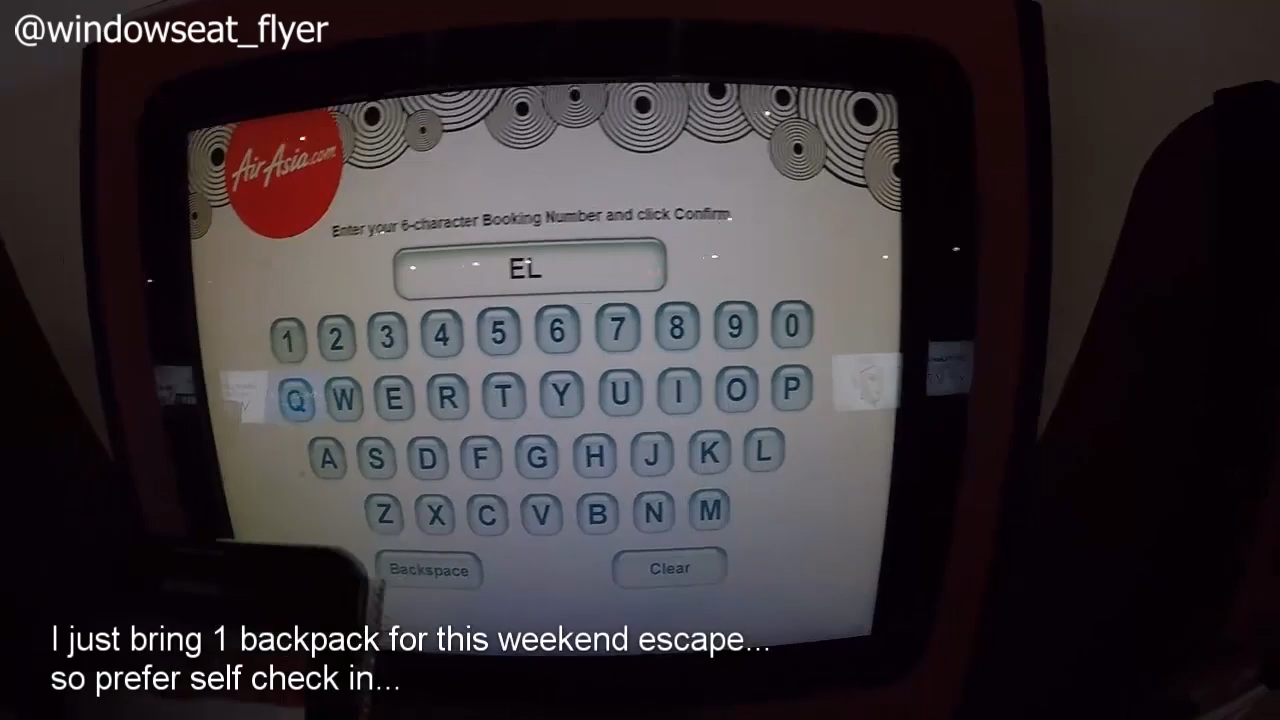 @windowseat_flyer
AirAsia.com
Enter your 6-character Booking Number and click Confirm.
EL
1 2 3 4 5 6 7 8 9 0
Q W E R T Y U I O P
A S D F G H J K L
Z X C V B N M
Backspace Clear
I just bring 1 backpack for this weekend escape...
so prefer self check in...